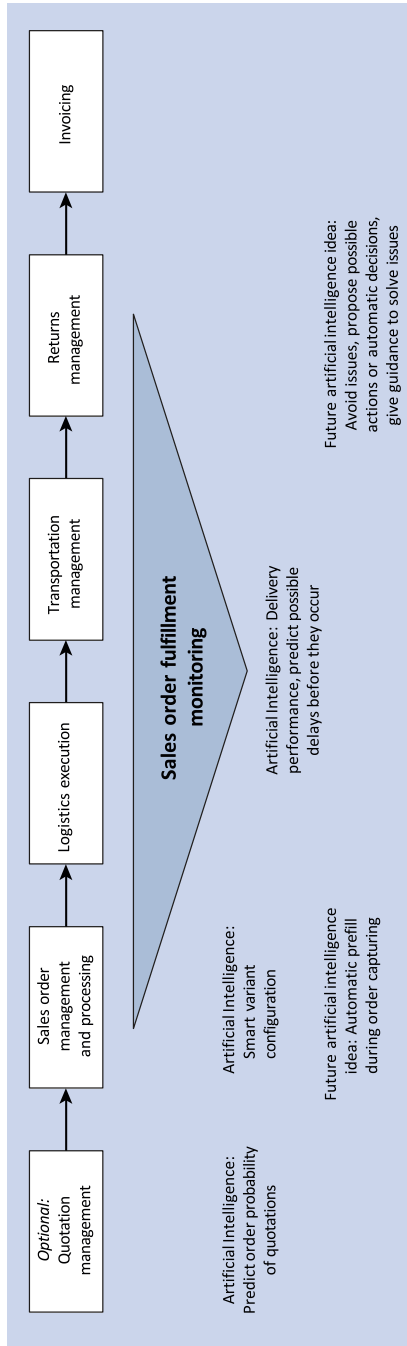 Optional:
Quotation
management
Sales order
management
and processing
Logistics execution
Transportation
management
Returns
management
Invoicing
Sales order fulfillment
monitoring
Artificial Intelligence:
Predict order probability
of quotations
Artificial Intelligence:
Smart variant
configuration
Artificial Intelligence: Delivery
performance, predict possible
delays before they occur
Future artificial intelligence
idea: Automatic prefill
during order capturing
Future artificial intelligence idea:
Avoid issues, propose possible
actions or automatic decisions,
give guidance to solve issues